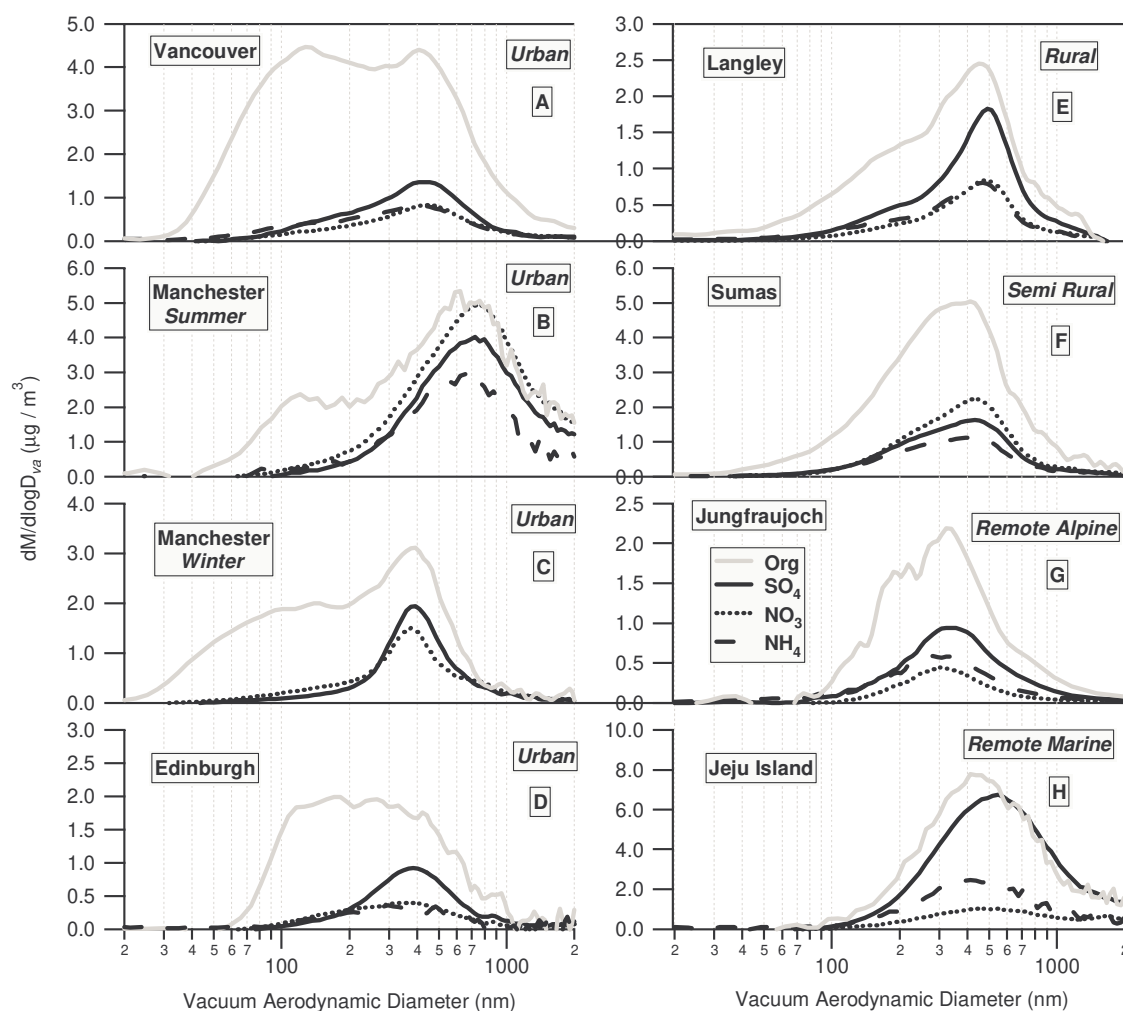 dM/dlogDva (µg / m3)
5.0
4.0
3.0
2.0
1.0
0.0
Vancouver
Urban
A
3.0
2.5
2.0
1.5
1.0
0.5
0.0
Langley
Rural
E
6.0
5.0
4.0
3.0
2.0
1.0
0.0
Manchester
Summer
Urban
B
6.0
5.0
4.0
3.0
2.0
1.0
0.0
Sumas
Semi Rural
F
4.0
3.0
2.0
1.0
0.0
Manchester
Winter
Urban
C
2.5
2.0
1.5
1.0
0.5
0.0
Jungfraujoch
Remote Alpine
G
Org
SO4
NO3
NH4
3.0
2.5
2.0
1.5
1.0
0.5
0.0
Edinburgh
Urban
D
10.0
8.0
6.0
4.0
2.0
0.0
Jeju Island
Remote Marine
H
2 3 4 5 6 7 100 2 3 4 5 6 7 1000 2
Vacuum Aerodynamic Diameter (nm)
2 3 4 5 6 7 100 2 3 4 5 6 7 1000 2
Vacuum Aerodynamic Diameter (nm)